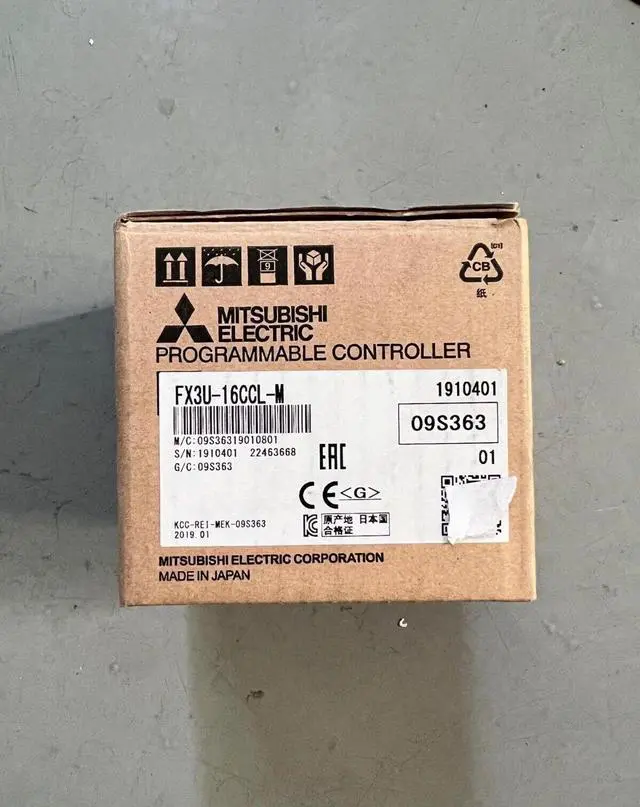 9
CB
纸
MITSUBISHI
ELECTRIC
PROGRAMMABLE CONTROLLER
FX3U-16CCL-M
1910401
M/C:09S36319010801
09S363
S/N:1910401 22463668
G/C:09S363
EAC
01
CE <G>
KCC-REI-MEK-09S363
2019.01
原产地 日本国
合格证
MITSUBISHI ELECTRIC CORPORATION
MADE IN JAPAN